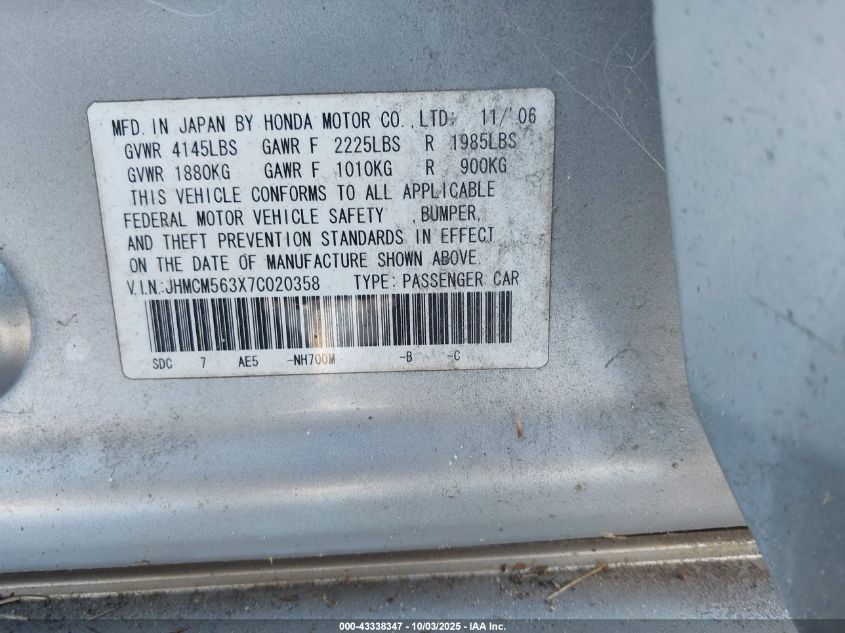 MFD. IN JAPAN BY HONDA MOTOR CO.,LTD. 11/'06
GVWR 4145LBS GAWR F 2225LBS R 1985LBS
GVWR 1880KG GAWR F 1010KG R 900KG
THIS VEHICLE CONFORMS TO ALL APPLICABLE
FEDERAL MOTOR VEHICLE SAFETY ,BUMPER,
AND THEFT PREVENTION STANDARDS IN EFFECT
ON THE DATE OF MANUFACTURE SHOWN ABOVE.
V.I.N.:JHMCM563X7C020358 TYPE: PASSENGER CAR
SDC 7 AE5 -NH700M -B -C
000-43338347 - 10/03/2025 - IAA Inc.